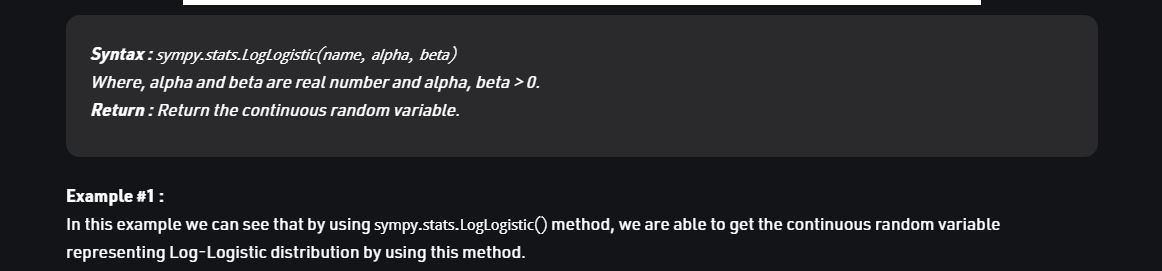 Syntax : sympy.stats.LogLogistic(name, alpha, beta)
Where, alpha and beta are real number and alpha, beta > 0.
Return : Return the continuous random variable.
Example #1 :
In this example we can see that by using sympy.stats.LogLogistic() method, we are able to get the continuous random variable
representing Log-Logistic distribution by using this method.